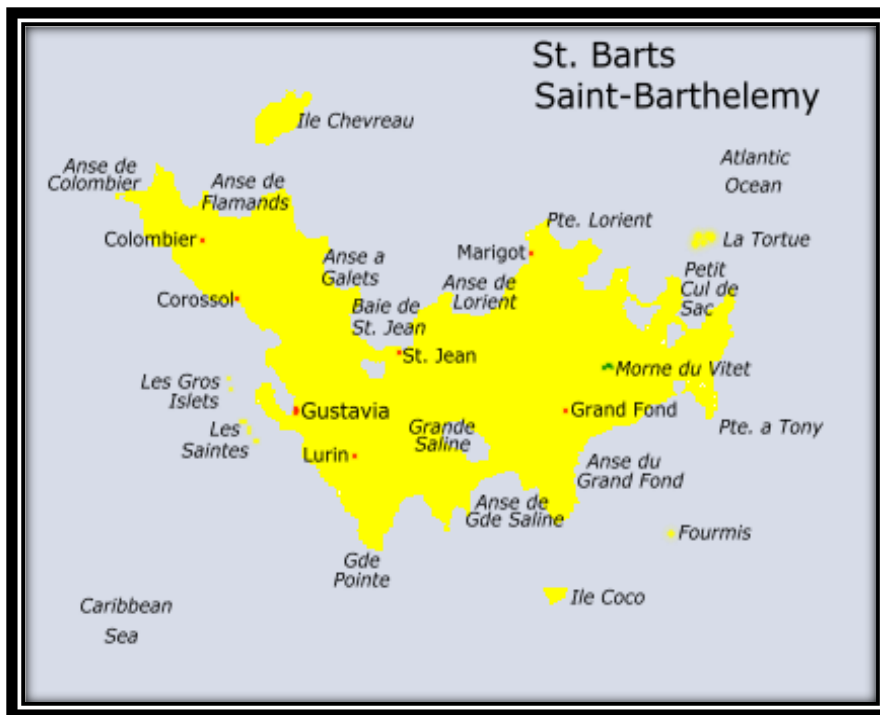 St. Barts
Saint-Barthelemy
Ile Chevreau
Atlantic
Ocean
Anse de
Colombier
Anse de
Flamands
Pte. Lorient
La Tortue
Colombier
Marigot
Anse a
Galets
Petit
Cul de
Sac
Anse de
Lorient
Corossol
Baie de
St. Jean
St. Jean
Morne du Vitet
Les Gros
Islets
Gustavia
Grand Fond
Grande
Saline
Pte. a Tony
Les
Saintes
Lurin
Anse du
Grand Fond
Anse de
Gde Saline
Fourmis
Gde
Pointe
Ile Coco
Caribbean
Sea